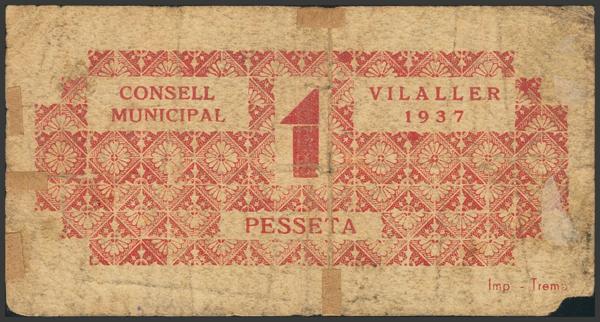 CONSELL
MUNICIPAL
1
VILALLER
1937
PESSETA
Imp - Tremp